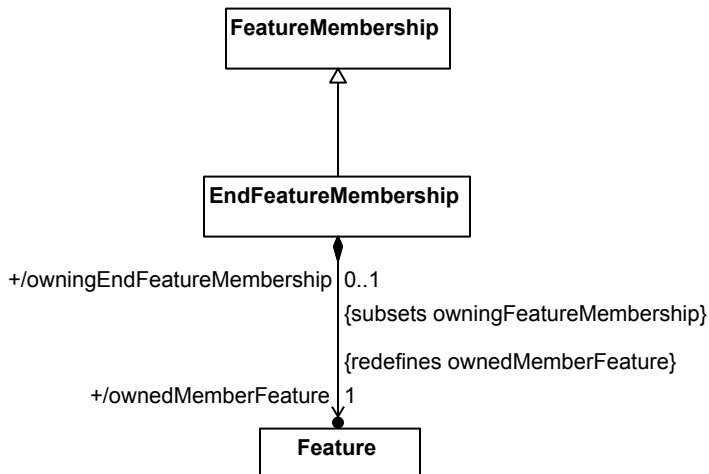 FeatureMembership
EndFeatureMembership
+/owningEndFeatureMembership 0..1
{subsets owningFeatureMembership}
{redefines ownedMemberFeature}
+/ownedMemberFeature 1
Feature